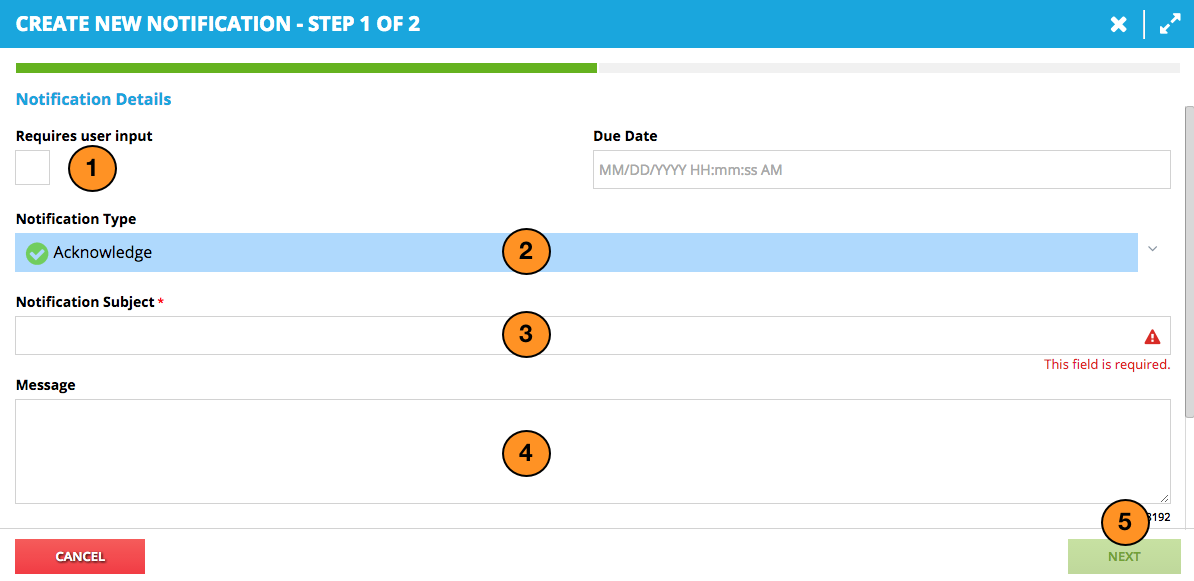 CREATE NEW NOTIFICATION - STEP 1 OF 2
Notification Details
Requires user input
Due Date
1
MM/DD/YYYY HH:mm:ss AM
Notification Type
Acknowledge
2
Notification Subject *
3
This field is required.
Message
4
5
CANCEL
NEXT